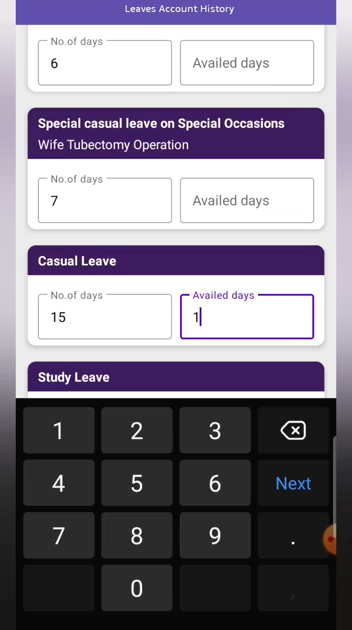 Leaves Account History
No.of days
6
Availed days
Special casual leave on Special Occasions
Wife Tubectomy Operation
No.of days
7
Availed days
Casual Leave
No.of days
15
Availed days
1
Study Leave
1 2 3
4 5 6 Next
7 8 9 .
0 ,